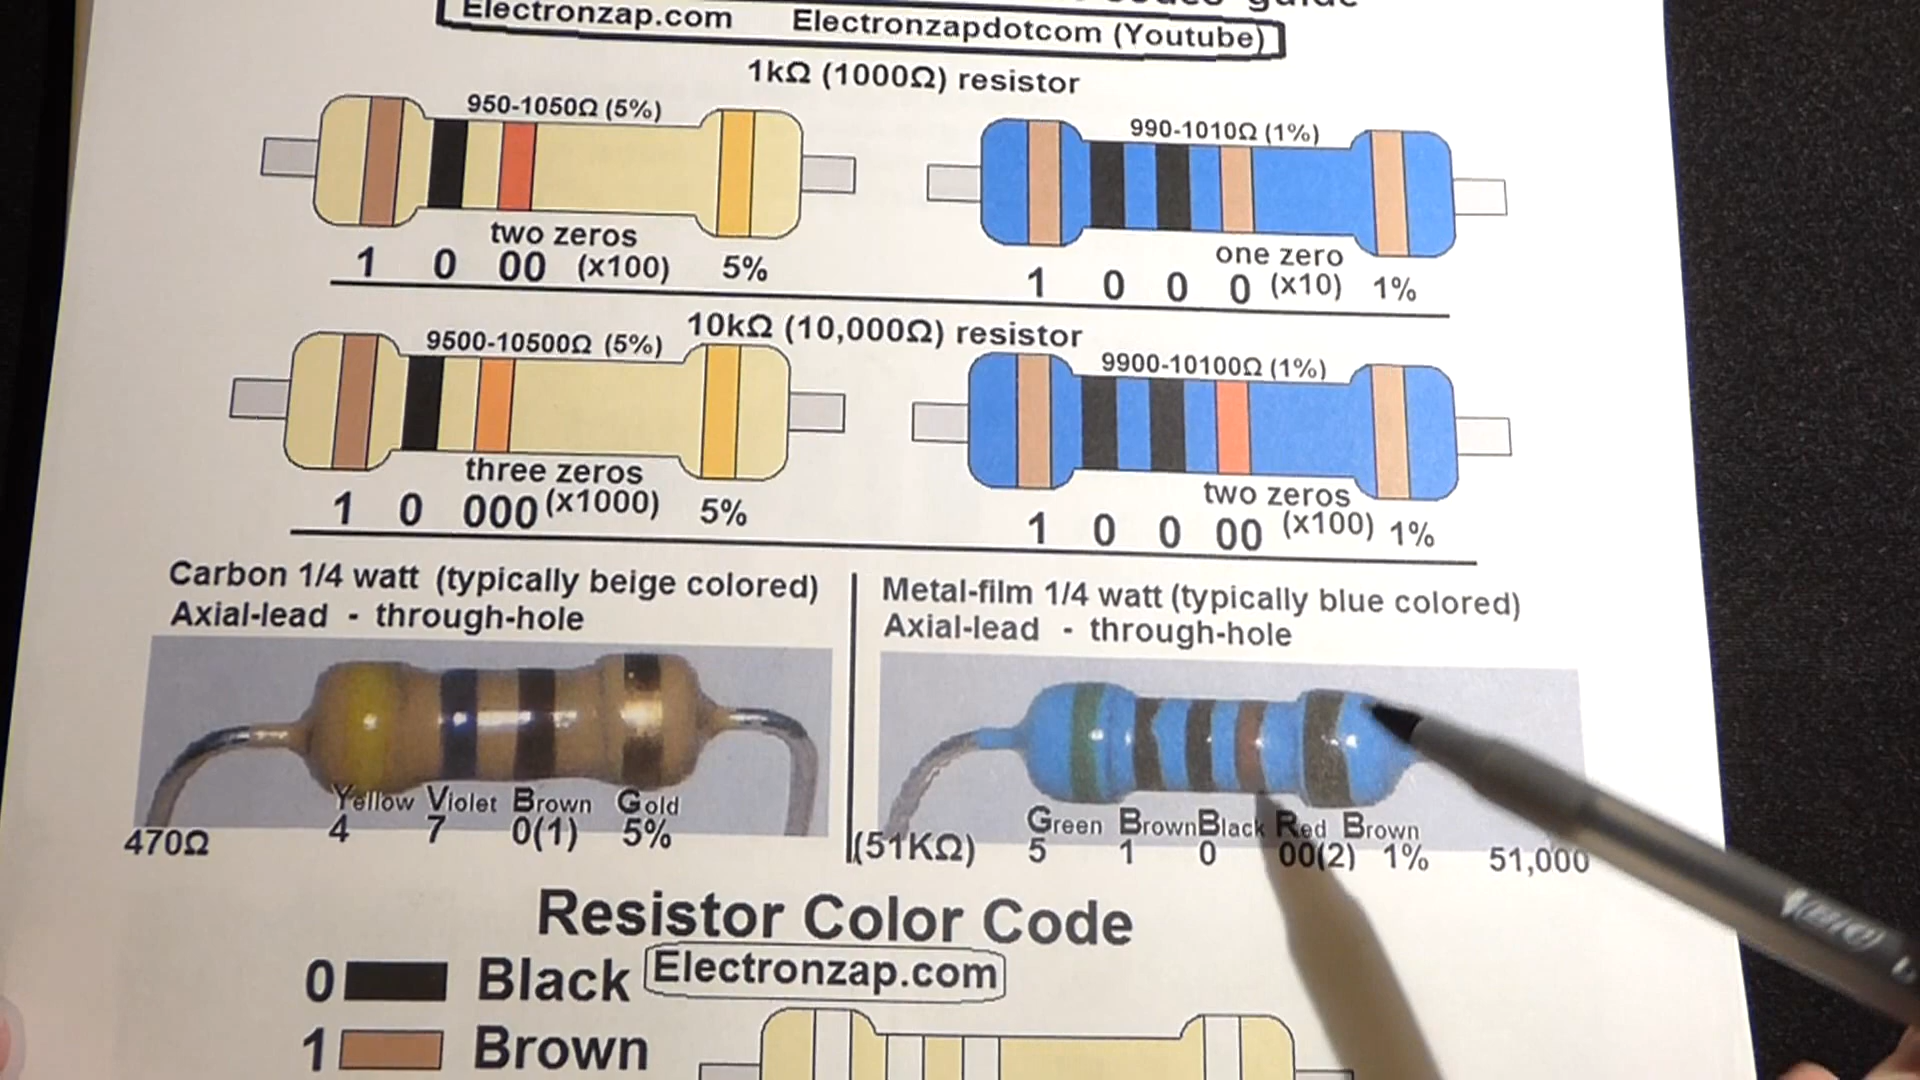 Electronzap.com Electronzapdotcom (Youtube)
1kΩ (1000Ω) resistor
950-1050Ω (5%) 990-1010Ω (1%)
two zeros
1 0 00 (x100) 5%
one zero
1 0 0 0 (x10) 1%
10kΩ (10,000Ω) resistor
9500-10500Ω (5%) 9900-10100Ω (1%)
three zeros
1 0 000 (x1000) 5%
two zeros
1 0 0 00 (x100) 1%
Carbon 1/4 watt (typically beige colored)
Axial-lead - through-hole
Metal-film 1/4 watt (typically blue colored)
Axial-lead - through-hole
Yellow Violet Brown Gold
470Ω 4 7 0(1) 5%
Green Brown Black Red Brown
(51KΩ) 5 1 0 00(2) 1% 51,000
Resistor Color Code
0 Black Electronzap.com
1 Brown
BIC